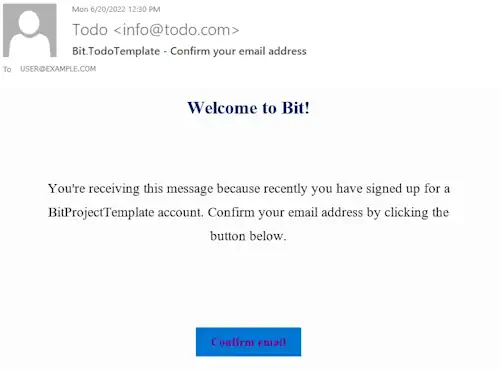 Mon 6/20/2022 12:30 PM
Todo <info@todo.com>
Bit.TodoTemplate - Confirm your email address
To USER@EXAMPLE.COM
Welcome to Bit!
You're receiving this message because recently you have signed up for a
BitProjectTemplate account. Confirm your email address by clicking the
button below.
Confirm email